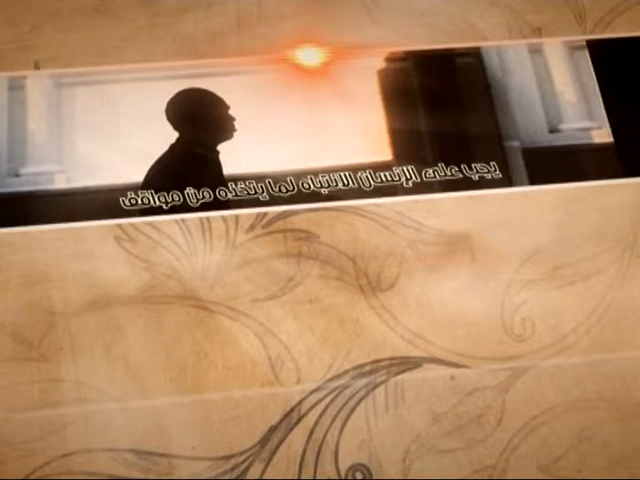 يجب على الإنسان الانتباه لما يتخذه من مواقف